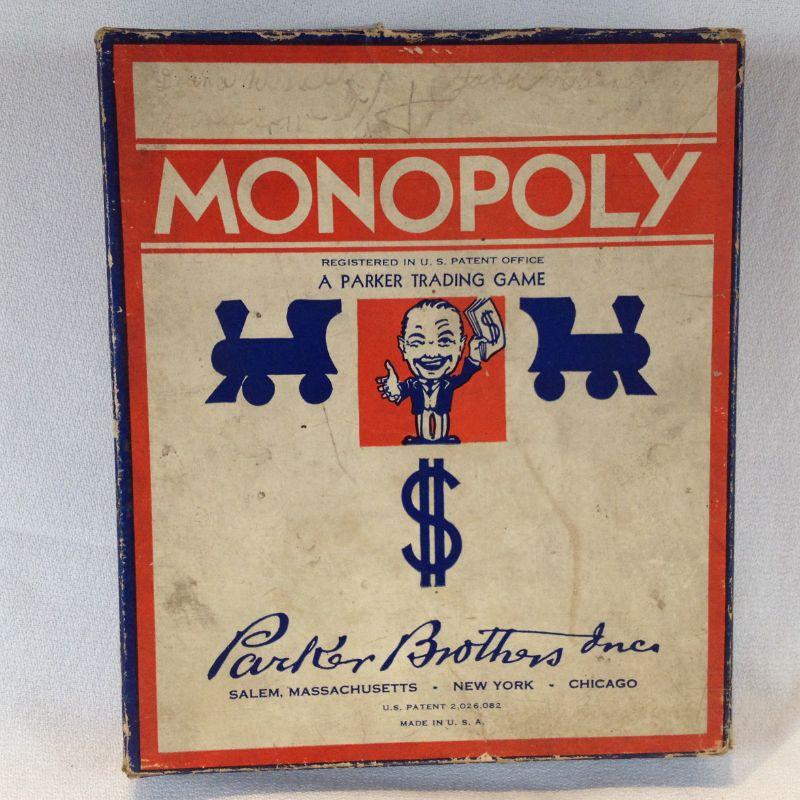 MONOPOLY
REGISTERED IN U. S. PATENT OFFICE
A PARKER TRADING GAME
$
$
Parker Brothers Inc.
SALEM, MASSACHUSETTS - NEW YORK - CHICAGO
U.S. PATENT 2,026,082
MADE IN U. S. A.